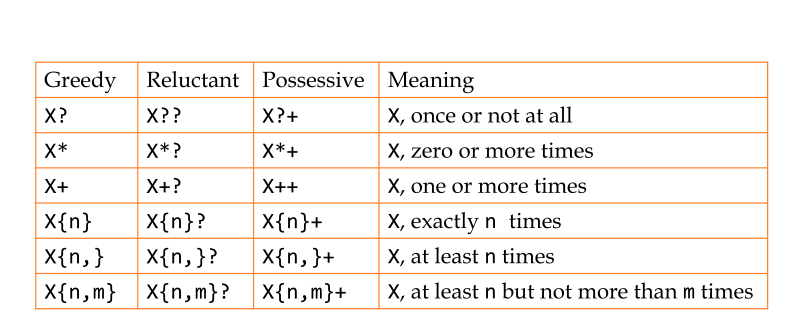 Greedy Reluctant Possessive Meaning
X? X?? X?+ X, once or not at all
X* X*? X*+ X, zero or more times
X+ X+? X++ X, one or more times
X{n} X{n}? X{n}+ X, exactly n times
X{n,} X{n,}? X{n,}+ X, at least n times
X{n,m} X{n,m}? X{n,m}+ X, at least n but not more than m times